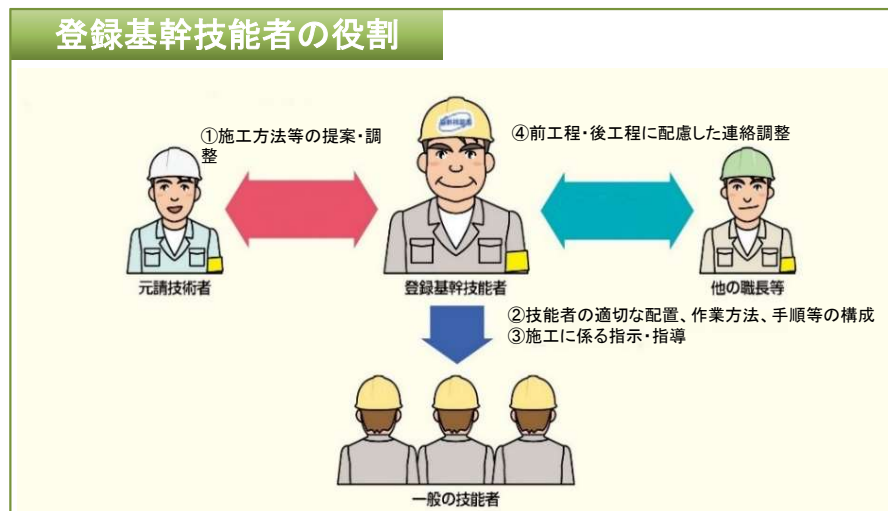 登録基幹技能者の役割
①施工方法等の提案・調
整
④前工程・後工程に配慮した連絡調整
元請技術者
登録基幹技能者
他の職長等
②技能者の適切な配置、作業方法、手順等の構成
③施工に係る指示・指導
一般の技能者